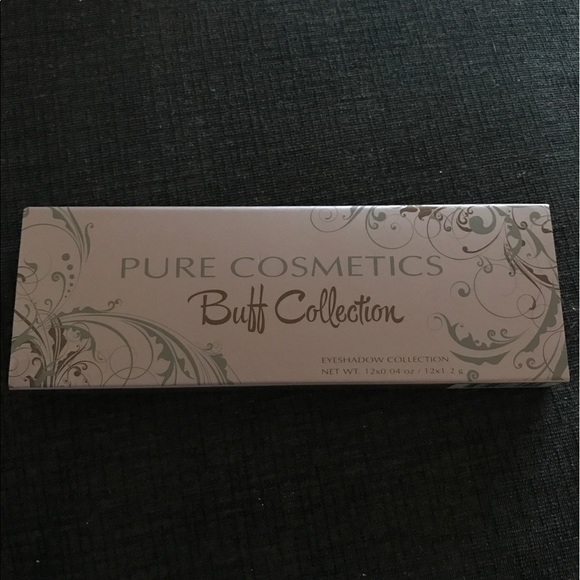 PURE COSMETICS
Buff Collection
EYESHADOW COLLECTION
NET WT. 12x0.04 oz / 12x1.2 g